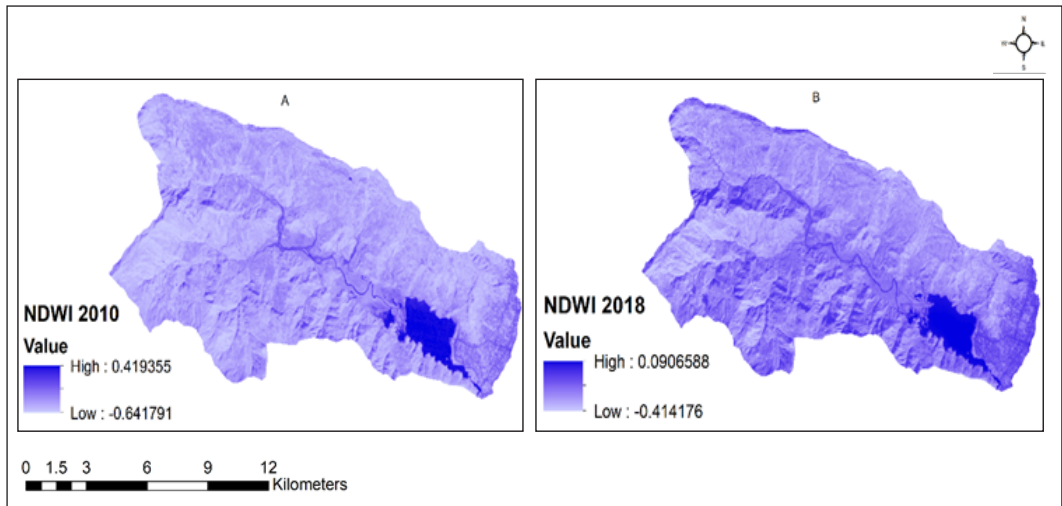 N
W E
S
A
NDWI 2010
Value
High : 0.419355
Low : -0.641791
B
NDWI 2018
Value
High : 0.0906588
Low : -0.414176
0 1.5 3 6 9 12
Kilometers